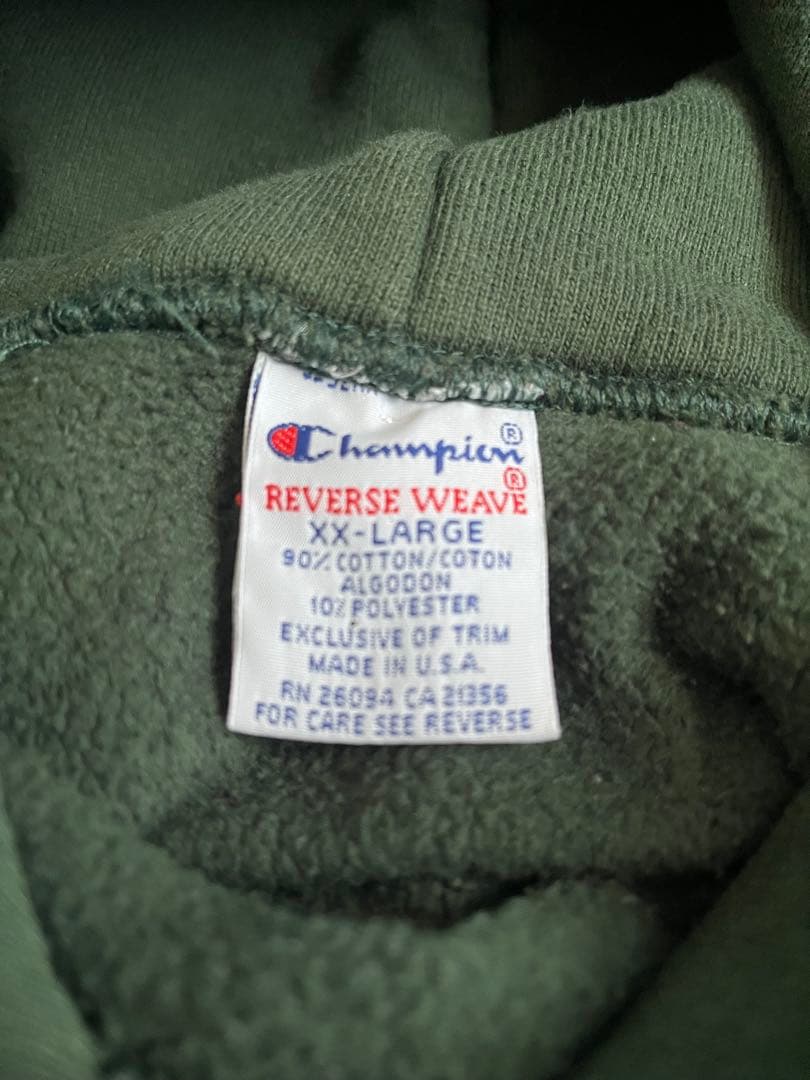 Champion®
REVERSE WEAVE®
XX-LARGE
90% COTTON/COTON
ALGODON
10% POLYESTER
EXCLUSIVE OF TRIM
MADE IN U.S.A.
RN 26094 CA 21356
FOR CARE SEE REVERSE